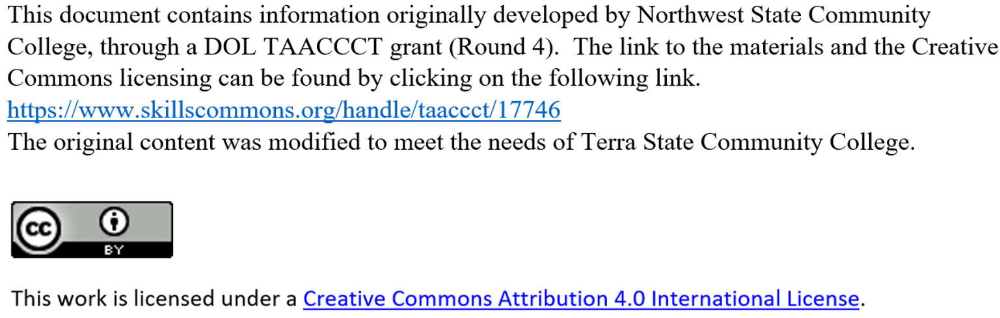 This document contains information originally developed by Northwest State Community
College, through a DOL TAACCCT grant (Round 4).  The link to the materials and the Creative
Commons licensing can be found by clicking on the following link.
https://www.skillscommons.org/handle/taaccct/17746
The original content was modified to meet the needs of Terra State Community College.
cc
BY
This work is licensed under a Creative Commons Attribution 4.0 International License.